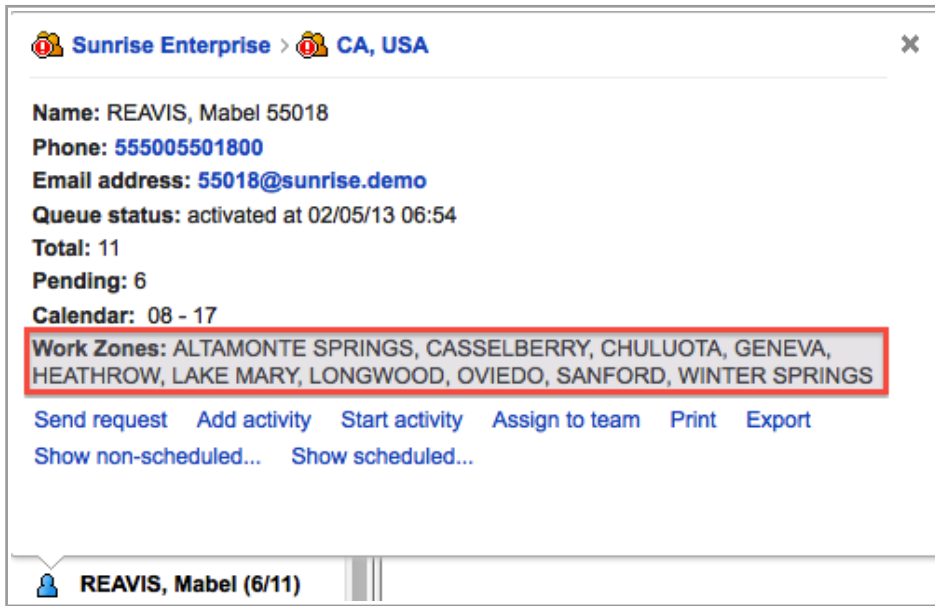 Sunrise Enterprise > CA, USA
Name: REAVIS, Mabel 55018
Phone: 555005501800
Email address: 55018@sunrise.demo
Queue status: activated at 02/05/13 06:54
Total: 11
Pending: 6
Calendar: 08 - 17
Work Zones: ALTAMONTE SPRINGS, CASSELBERRY, CHULUOTA, GENEVA,
HEATHROW, LAKE MARY, LONGWOOD, OVIEDO, SANFORD, WINTER SPRINGS
Send request Add activity Start activity Assign to team Print Export
Show non-scheduled... Show scheduled...
REAVIS, Mabel (6/11)